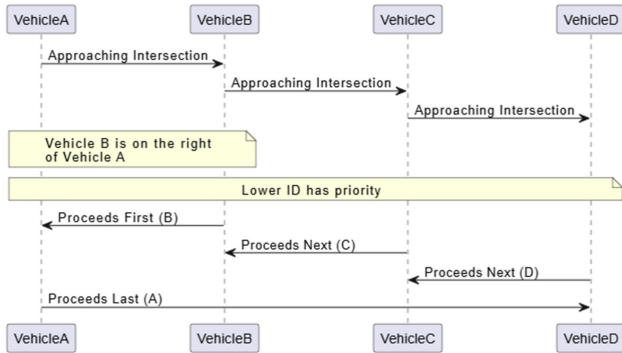 VehicleA VehicleB VehicleC VehicleD
Approaching Intersection
Approaching Intersection
Approaching Intersection
Vehicle B is on the right
of Vehicle A
Lower ID has priority
Proceeds First (B)
Proceeds Next (C)
Proceeds Next (D)
Proceeds Last (A)
VehicleA VehicleB VehicleC VehicleD